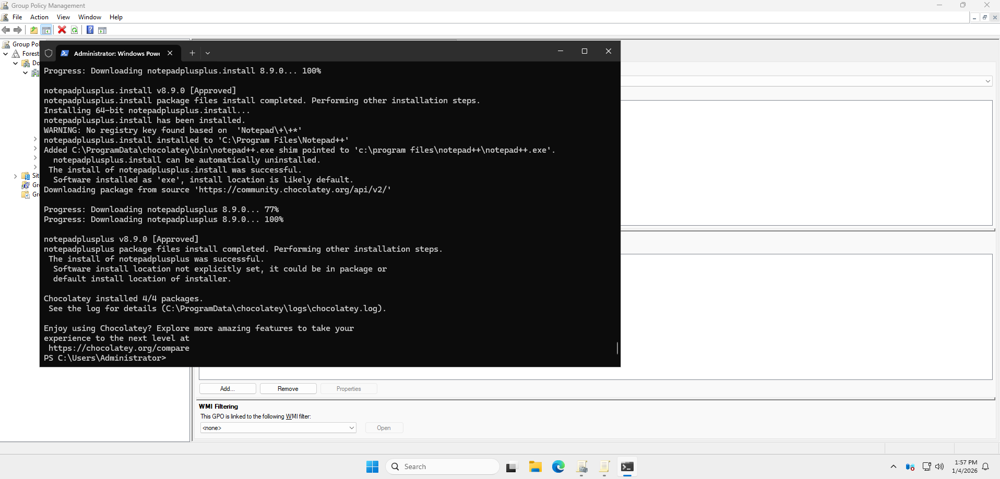 Group Policy Management
File Action View Window Help
Group Pol
Forest
Do
Sit
Gr
Gr
Administrator: Windows Powe
Progress: Downloading notepadplusplus.install 8.9.0... 100%
notepadplusplus.install v8.9.0 [Approved]
notepadplusplus.install package files install completed. Performing other installation steps.
Installing 64-bit notepadplusplus.install...
notepadplusplus.install has been installed.
WARNING: No registry key found based on  'Notepad\+\+*'
notepadplusplus.install installed to 'C:\Program Files\Notepad++'
Added C:\ProgramData\chocolatey\bin\notepad++.exe shim pointed to 'c:\program files\notepad++\notepad++.exe'.
notepadplusplus.install can be automatically uninstalled.
The install of notepadplusplus.install was successful.
Software installed as 'exe', install location is likely default.
Downloading package from source 'https://community.chocolatey.org/api/v2/'
Progress: Downloading notepadplusplus 8.9.0... 77%
Progress: Downloading notepadplusplus 8.9.0... 100%
notepadplusplus v8.9.0 [Approved]
notepadplusplus package files install completed. Performing other installation steps.
The install of notepadplusplus was successful.
Software install location not explicitly set, it could be in package or
default install location of installer.
Chocolatey installed 4/4 packages.
See the log for details (C:\ProgramData\chocolatey\logs\chocolatey.log).
Enjoy using Chocolatey? Explore more amazing features to take your
experience to the next level at
https://chocolatey.org/compare
PS C:\Users\Administrator>
Add... Remove Properties
WMI Filtering
This GPO is linked to the following WMI filter:
<none> Open
Search
1:57 PM
1/4/2026